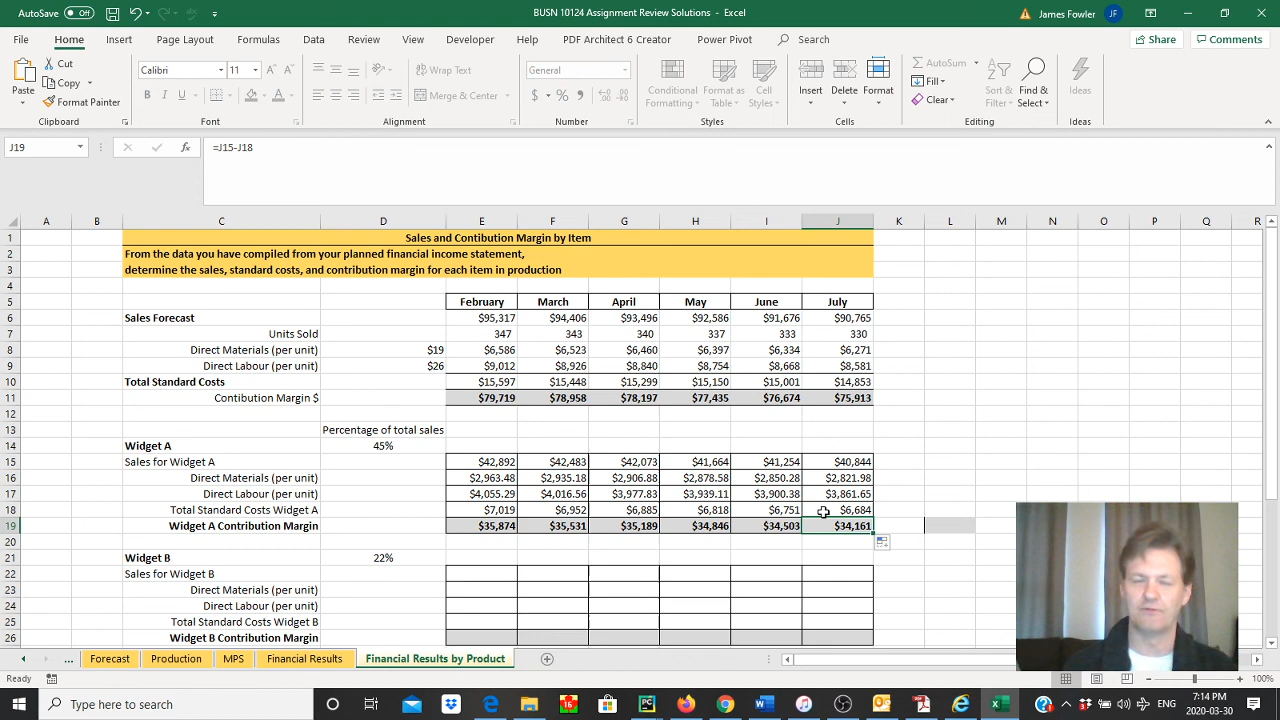 AutoSave Off BUSN 10124 Assignment Review Solutions - Excel James Fowler JF
File Home Insert Page Layout Formulas Data Review View Developer Help PDF Architect 6 Creator Power Pivot Search Share Comments
Cut Calibri 11 Wrap Text General AutoSum
Copy Fill
Paste Format Painter Merge & Center Conditional Formatting Format as Table Cell Styles Insert Delete Format Clear Sort & Filter Find & Select Ideas
Clipboard Font Alignment Number Styles Cells Editing Ideas
J19 =J15-J18
A B C D E F G H I J K L M N O P Q R
1 Sales and Contibution Margin by Item
2 From the data you have compiled from your planned financial income statement,
3 determine the sales, standard costs, and contribution margin for each item in production
4
5 February March April May June July
6 Sales Forecast $95,317 $94,406 $93,496 $92,586 $91,676 $90,765
7 Units Sold 347 343 340 337 333 330
8 Direct Materials (per unit) $19 $6,586 $6,523 $6,460 $6,397 $6,334 $6,271
9 Direct Labour (per unit) $26 $9,012 $8,926 $8,840 $8,754 $8,668 $8,581
10 Total Standard Costs $15,597 $15,448 $15,299 $15,150 $15,001 $14,853
11 Contibution Margin $ $79,719 $78,958 $78,197 $77,435 $76,674 $75,913
12
13 Percentage of total sales
14 Widget A 45%
15 Sales for Widget A $42,892 $42,483 $42,073 $41,664 $41,254 $40,844
16 Direct Materials (per unit) $2,963.48 $2,935.18 $2,906.88 $2,878.58 $2,850.28 $2,821.98
17 Direct Labour (per unit) $4,055.29 $4,016.56 $3,977.83 $3,939.11 $3,900.38 $3,861.65
18 Total Standard Costs Widget A $7,019 $6,952 $6,885 $6,818 $6,751 $6,684
19 Widget A Contribution Margin $35,874 $35,531 $35,189 $34,846 $34,503 $34,161
20
21 Widget B 22%
22 Sales for Widget B
23 Direct Materials (per unit)
24 Direct Labour (per unit)
25 Total Standard Costs Widget B
26 Widget B Contribution Margin
... Forecast Production MPS Financial Results Financial Results by Product
Ready 100%
Type here to search 7:14 PM
2020-03-30